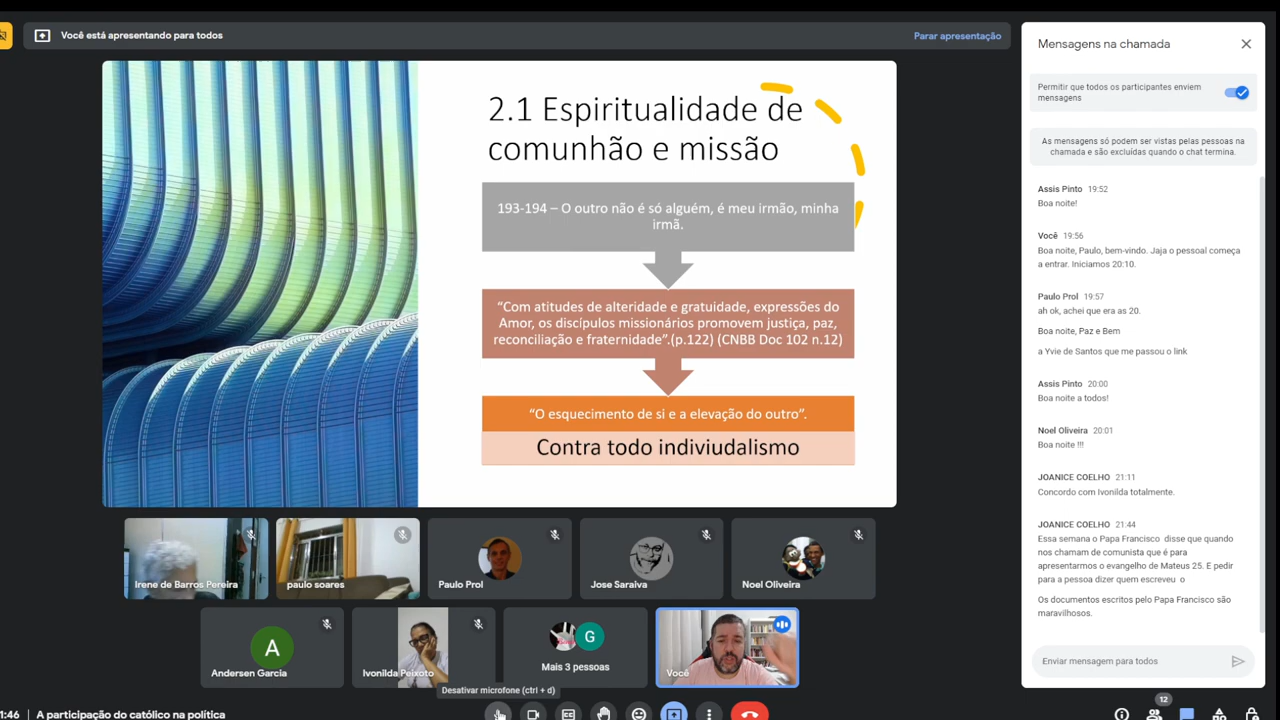 Você está apresentando para todos
Parar apresentação
2.1 Espiritualidade de
comunhão e missão
193-194 – O outro não é só alguém, é meu irmão, minha
irmã.
“Com atitudes de alteridade e gratuidade, expressões do
Amor, os discípulos missionários promovem justiça, paz,
reconciliação e fraternidade”.(p.122) (CNBB Doc 102 n.12)
“O esquecimento de si e a elevação do outro”.
Contra todo indiviudalismo
Irene de Barros Pereira
paulo soares
Paulo Prol
Jose Saraiva
Noel Oliveira
A
Andersen Garcia
Ivonilda Peixoto
G
Mais 3 pessoas
Você
Desativar microfone (ctrl + d)
1:46 | A participação do católico na política
12
Mensagens na chamada
Permitir que todos os participantes enviem
mensagens
As mensagens só podem ser vistas pelas pessoas na
chamada e são excluídas quando o chat termina.
Assis Pinto 19:52
Boa noite!
Você 19:56
Boa noite, Paulo, bem-vindo. Jaja o pessoal começa
a entrar. Iniciamos 20:10.
Paulo Prol 19:57
ah ok, achei que era as 20.
Boa noite, Paz e Bem
a Yvie de Santos que me passou o link
Assis Pinto 20:00
Boa noite a todos!
Noel Oliveira 20:01
Boa noite !!!
JOANICE COELHO 21:11
Concordo com Ivonilda totalmente.
JOANICE COELHO 21:44
Essa semana o Papa Francisco disse que quando
nos chamam de comunista que é para
apresentarmos o evangelho de Mateus 25. E pedir
para a pessoa dizer quem escreveu o
Os documentos escritos pelo Papa Francisco são
maravilhosos.
Enviar mensagem para todos